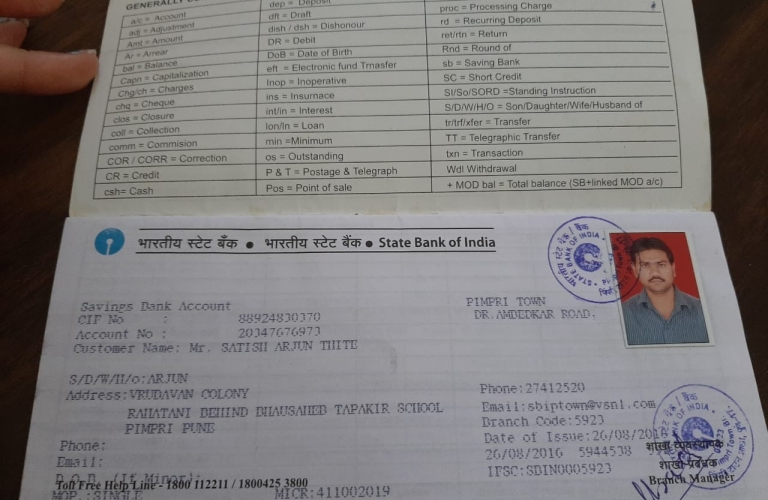 GENERALLY
a/c = Account
adj = Adjustment
Amt = Amount
Ar = Arrear
bal = Balance
Capn = Capitalization
Chg/ch = Charges
chq = Cheque
clos = Closure
coll = Collection
comm = Commision
COR / CORR = Correction
CR = Credit
csh= Cash
dep = Deposit
dft = Draft
dish / dsh = Dishonour
DR = Debit
DoB = Date of Birth
eft = Electronic fund Trnasfer
Inop = Inoperative
ins = Insurnace
int/in = Interest
lon/ln = Loan
min =Minimum
os = Outstanding
P & T = Postage & Telegraph
Pos = Point of sale
proc = Processing Charge
rd = Recurring Deposit
ret/rtn = Return
Rnd = Round of
sb = Saving Bank
SC = Short Credit
SI/So/SORD =Standing Instruction
S/D/W/H/O = Son/Daughter/Wife/Husband of
tr/trf/xfer = Transfer
TT = Telegraphic Transfer
txn = Transaction
Wdl Withdrawal
+ MOD bal = Total balance (SB+linked MOD a/c)
भारतीय स्टेट बँक ● भारतीय स्टेट बैंक ● State Bank of India
STATE BANK OF INDIA
Savings Bank Account
CIF No : 88924830370
Account No : 20347676973
Customer Name: Mr. SATISH ARJUN THITE
PIMPRI TOWN
DR.AMBEDKAR ROAD,
S/D/W/H/o:ARJUN
Address:VRUDAVAN COLONY
RAHATANI BEHIND BHAUSAHEB TAPAKIR SCHOOL
PIMPRI PUNE
Phone:
Email:
D.O.B. (If Minor):
MOP.:SINGLE
Toll Free Help Line - 1800 112211 / 1800425 3800
MICR:411002019
Phone:27412520
Email:sbiptown@vsnl.com
Branch Code:5923
Date of Issue:26/08/2016
26/08/2016 5944538
IFSC:SBIN0005923
शाखा व्यवस्थापक
शाखा प्रबंधक
Branch Manager